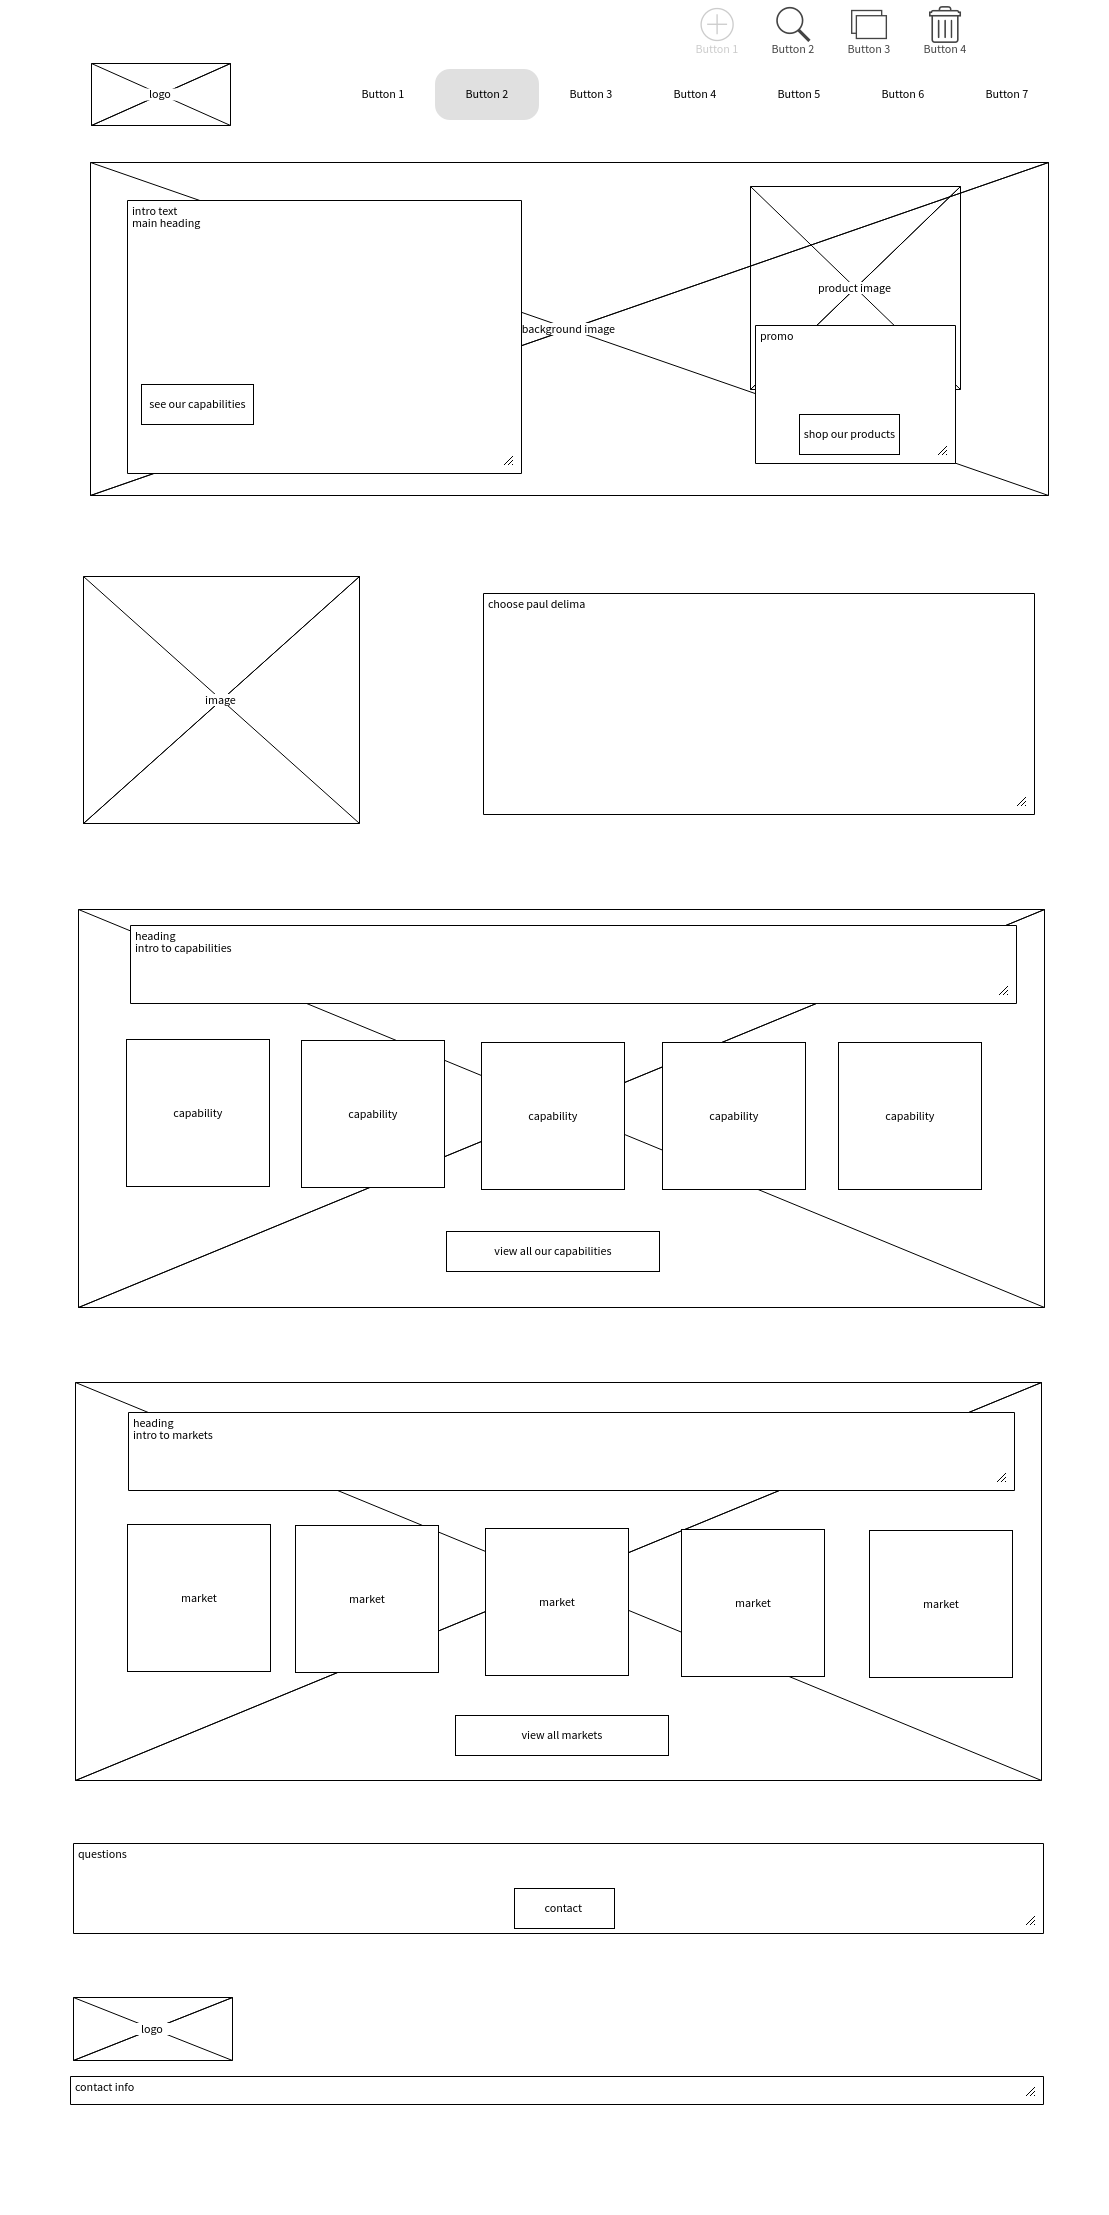 Button 1
Button 2
Button 3
Button 4
logo
Button 1
Button 2
Button 3
Button 4
Button 5
Button 6
Button 7
intro text
main heading
see our capabilities
background image
product image
promo
shop our products
image
choose paul delima
heading
intro to capabilities
capability
capability
capability
capability
capability
view all our capabilities
heading
intro to markets
market
market
market
market
market
view all markets
questions
contact
logo
contact info